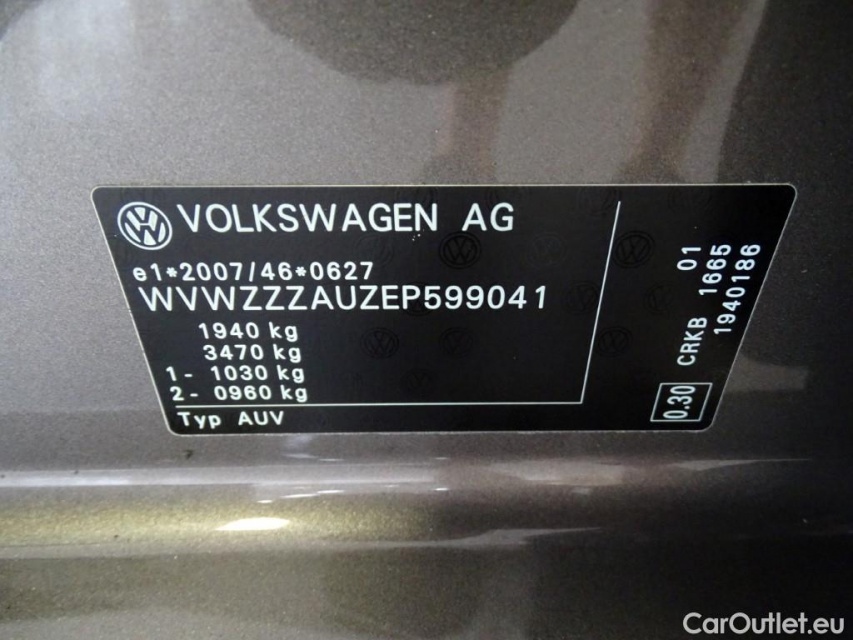 VOLKSWAGEN AG
e1*2007/46*0627
WVWZZZAUZEP599041
1940 kg
3470 kg
1- 1030 kg
2- 0960 kg
Typ AUV
01
CRKB 1665
1940186
0.30
CarOutlet.eu